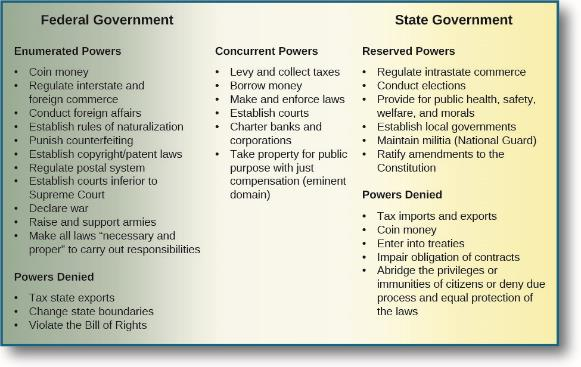 Federal Government
State Government
Enumerated Powers
• Coin money
• Regulate interstate and
foreign commerce
• Conduct foreign affairs
• Establish rules of naturalization
• Punish counterfeiting
• Establish copyright/patent laws
• Regulate postal system
• Establish courts inferior to
Supreme Court
• Declare war
• Raise and support armies
• Make all laws “necessary and
proper” to carry out responsibilities
Powers Denied
• Tax state exports
• Change state boundaries
• Violate the Bill of Rights
Concurrent Powers
• Levy and collect taxes
• Borrow money
• Make and enforce laws
• Establish courts
• Charter banks and
corporations
• Take property for public
purpose with just
compensation (eminent
domain)
Reserved Powers
• Regulate intrastate commerce
• Conduct elections
• Provide for public health, safety,
welfare, and morals
• Establish local governments
• Maintain militia (National Guard)
• Ratify amendments to the
Constitution
Powers Denied
• Tax imports and exports
• Coin money
• Enter into treaties
• Impair obligation of contracts
• Abridge the privileges or
immunities of citizens or deny due
process and equal protection of
the laws